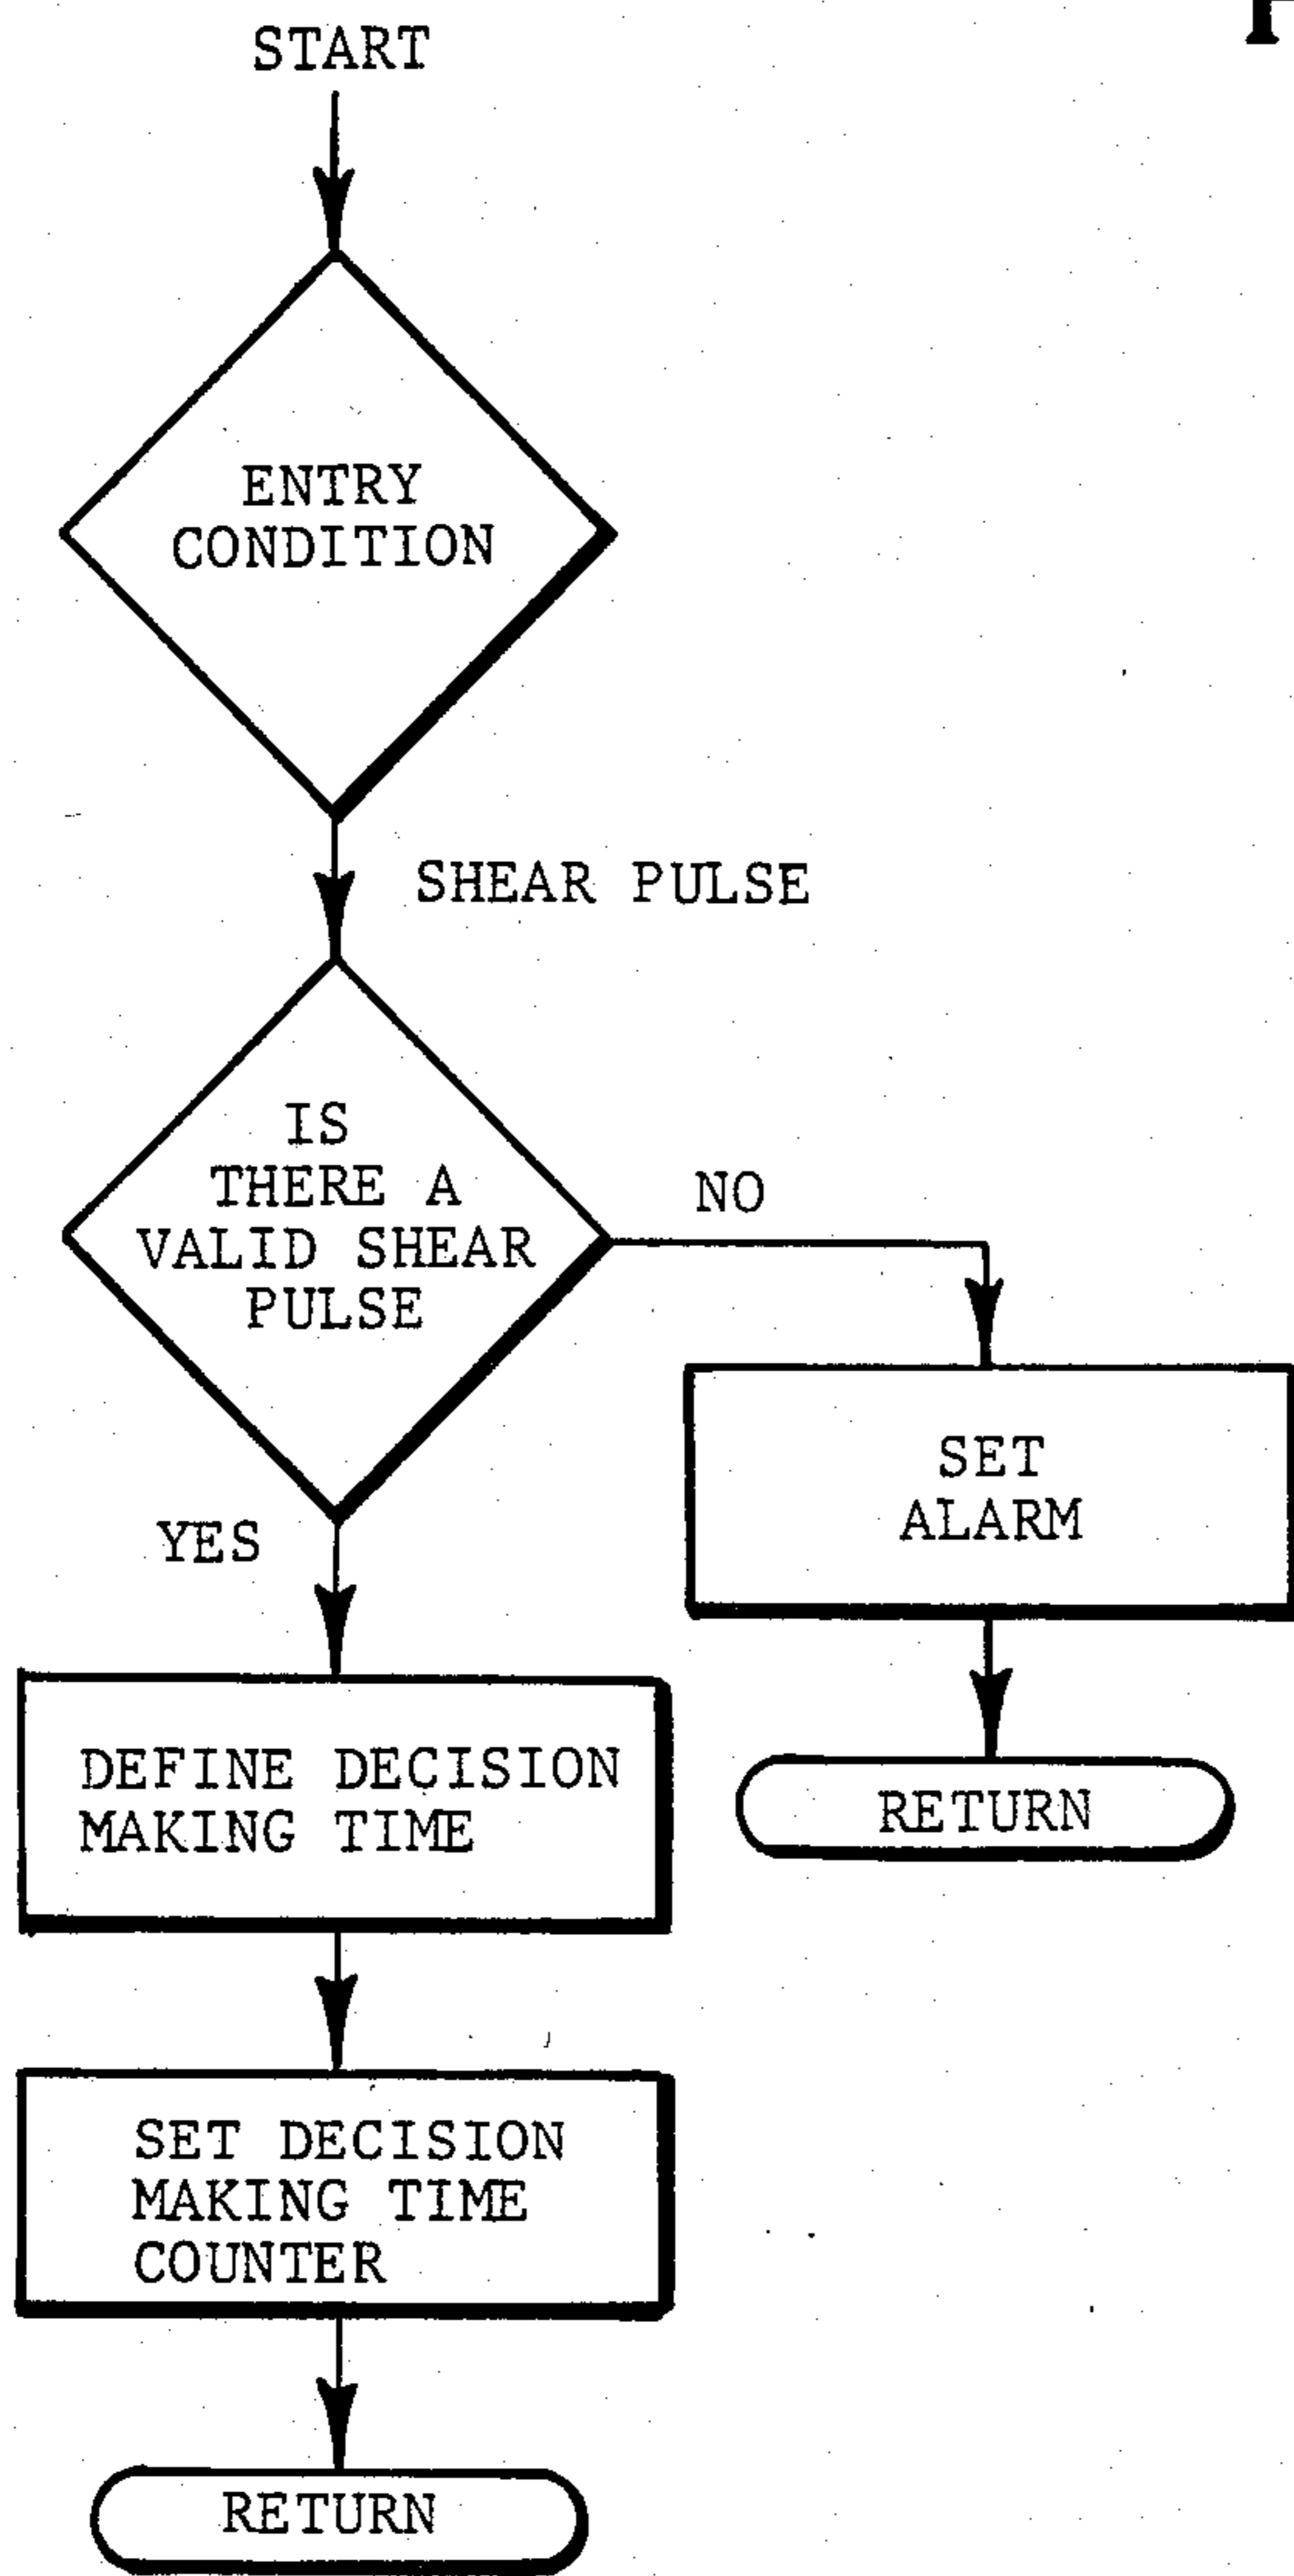 START
ENTRY
CONDITION
SHEAR PULSE
IS
THERE A
VALID SHEAR
PULSE
NO
YES
SET
ALARM
DEFINE DECISION
MAKING TIME
RETURN
SET DECISION
MAKING TIME
COUNTER
RETURN